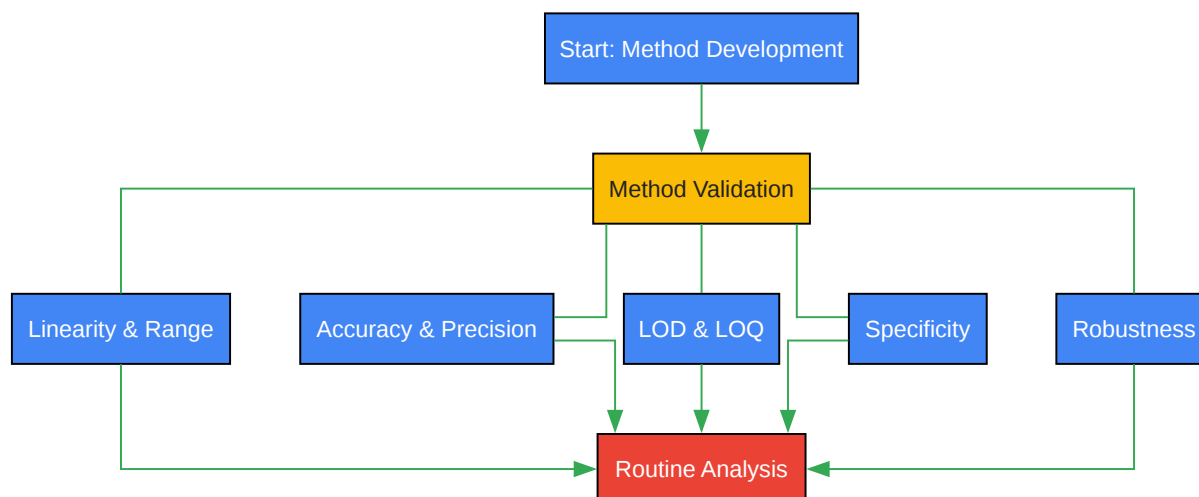 Start: Method Development
Method Validation
Linearity & Range
Accuracy & Precision
LOD & LOQ
Specificity
Robustness
Routine Analysis